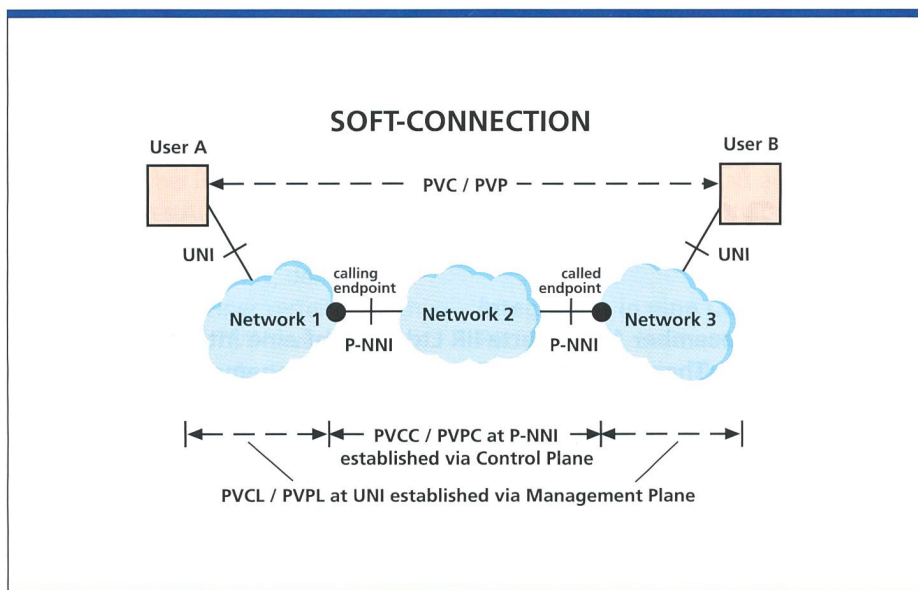 SOFT-CONNECTION
User A
User B
PVC / PVP
UNI
UNI
calling
endpoint
called
endpoint
Network 1
Network 2
Network 3
P-NNI
P-NNI
PVCC / PVPC at P-NNI
established via Control Plane
PVCL / PVPL at UNI established via Management Plane